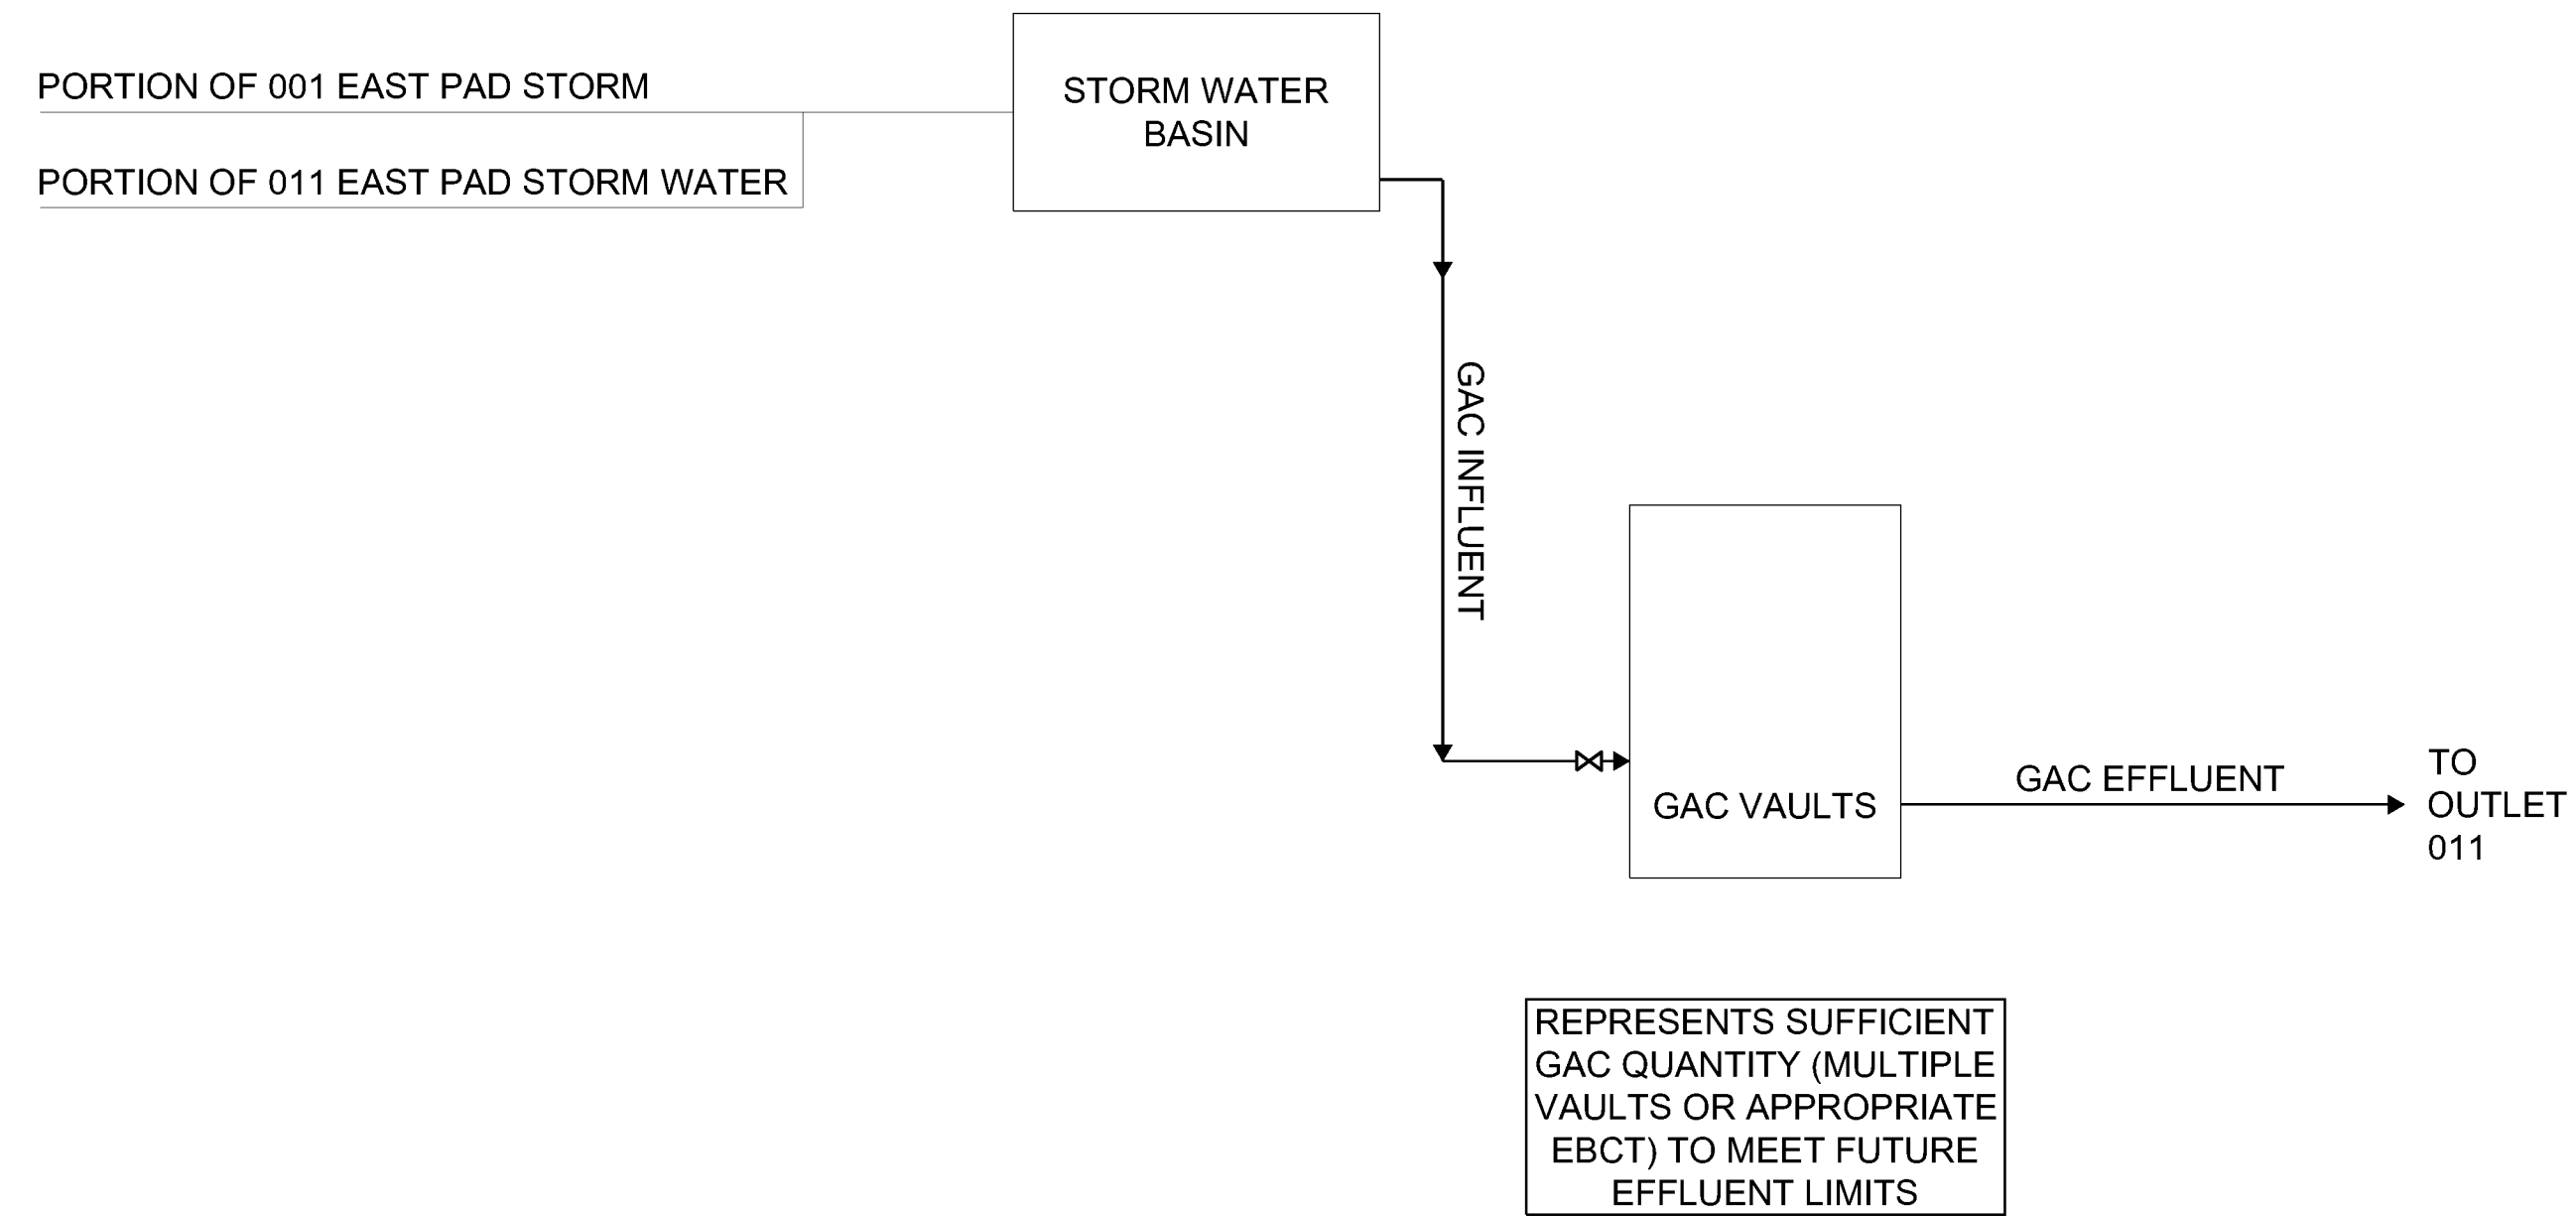 PORTION OF 001 EAST PAD STORM
PORTION OF 011 EAST PAD STORM WATER
STORM WATER
BASIN
GAC INFLUENT
GAC VAULTS
GAC EFFLUENT
TO
OUTLET
011
REPRESENTS SUFFICIENT
GAC QUANTITY (MULTIPLE
VAULTS OR APPROPRIATE
EBCT) TO MEET FUTURE
EFFLUENT LIMITS